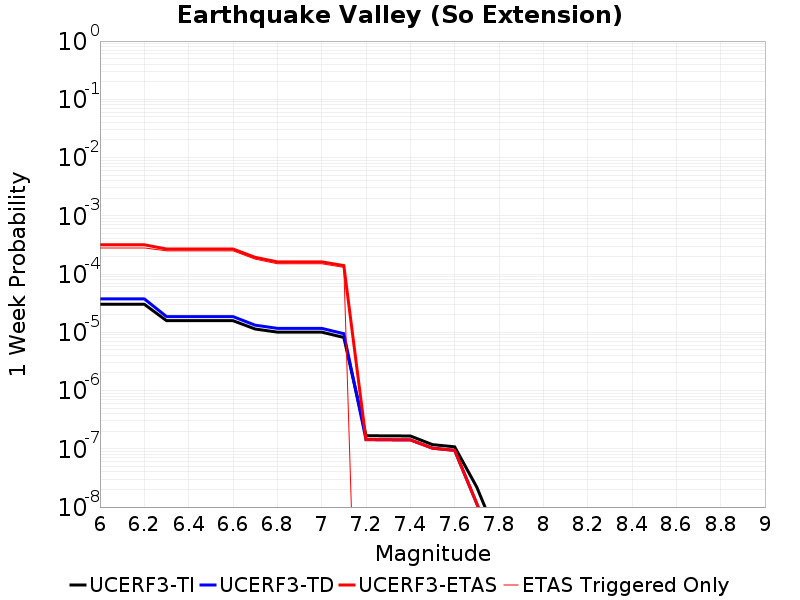 Earthquake Valley (So Extension)
1 Week Probability
10^0
10^-1
10^-2
10^-3
10^-4
10^-5
10^-6
10^-7
10^-8
6 6.2 6.4 6.6 6.8 7 7.2 7.4 7.6 7.8 8 8.2 8.4 8.6 8.8 9
Magnitude
UCERF3-TI UCERF3-TD UCERF3-ETAS ETAS Triggered Only